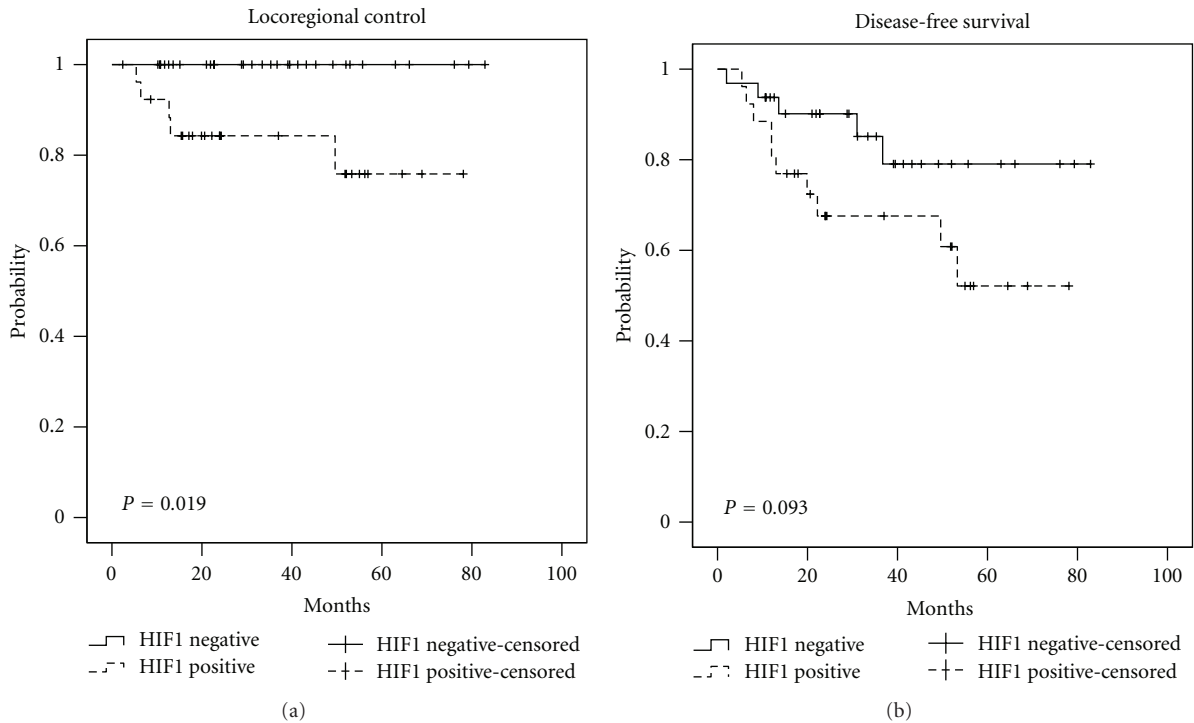 Locoregional control
1
0.8
0.6
0.4
0.2
0
Probability
P = 0.019
0 20 40 60 80 100
Months
HIF1 negative
HIF1 positive
HIF1 negative-censored
HIF1 positive-censored
(a)
Disease-free survival
1
0.8
0.6
0.4
0.2
0
Probability
P = 0.093
0 20 40 60 80 100
Months
HIF1 negative
HIF1 positive
HIF1 negative-censored
HIF1 positive-censored
(b)